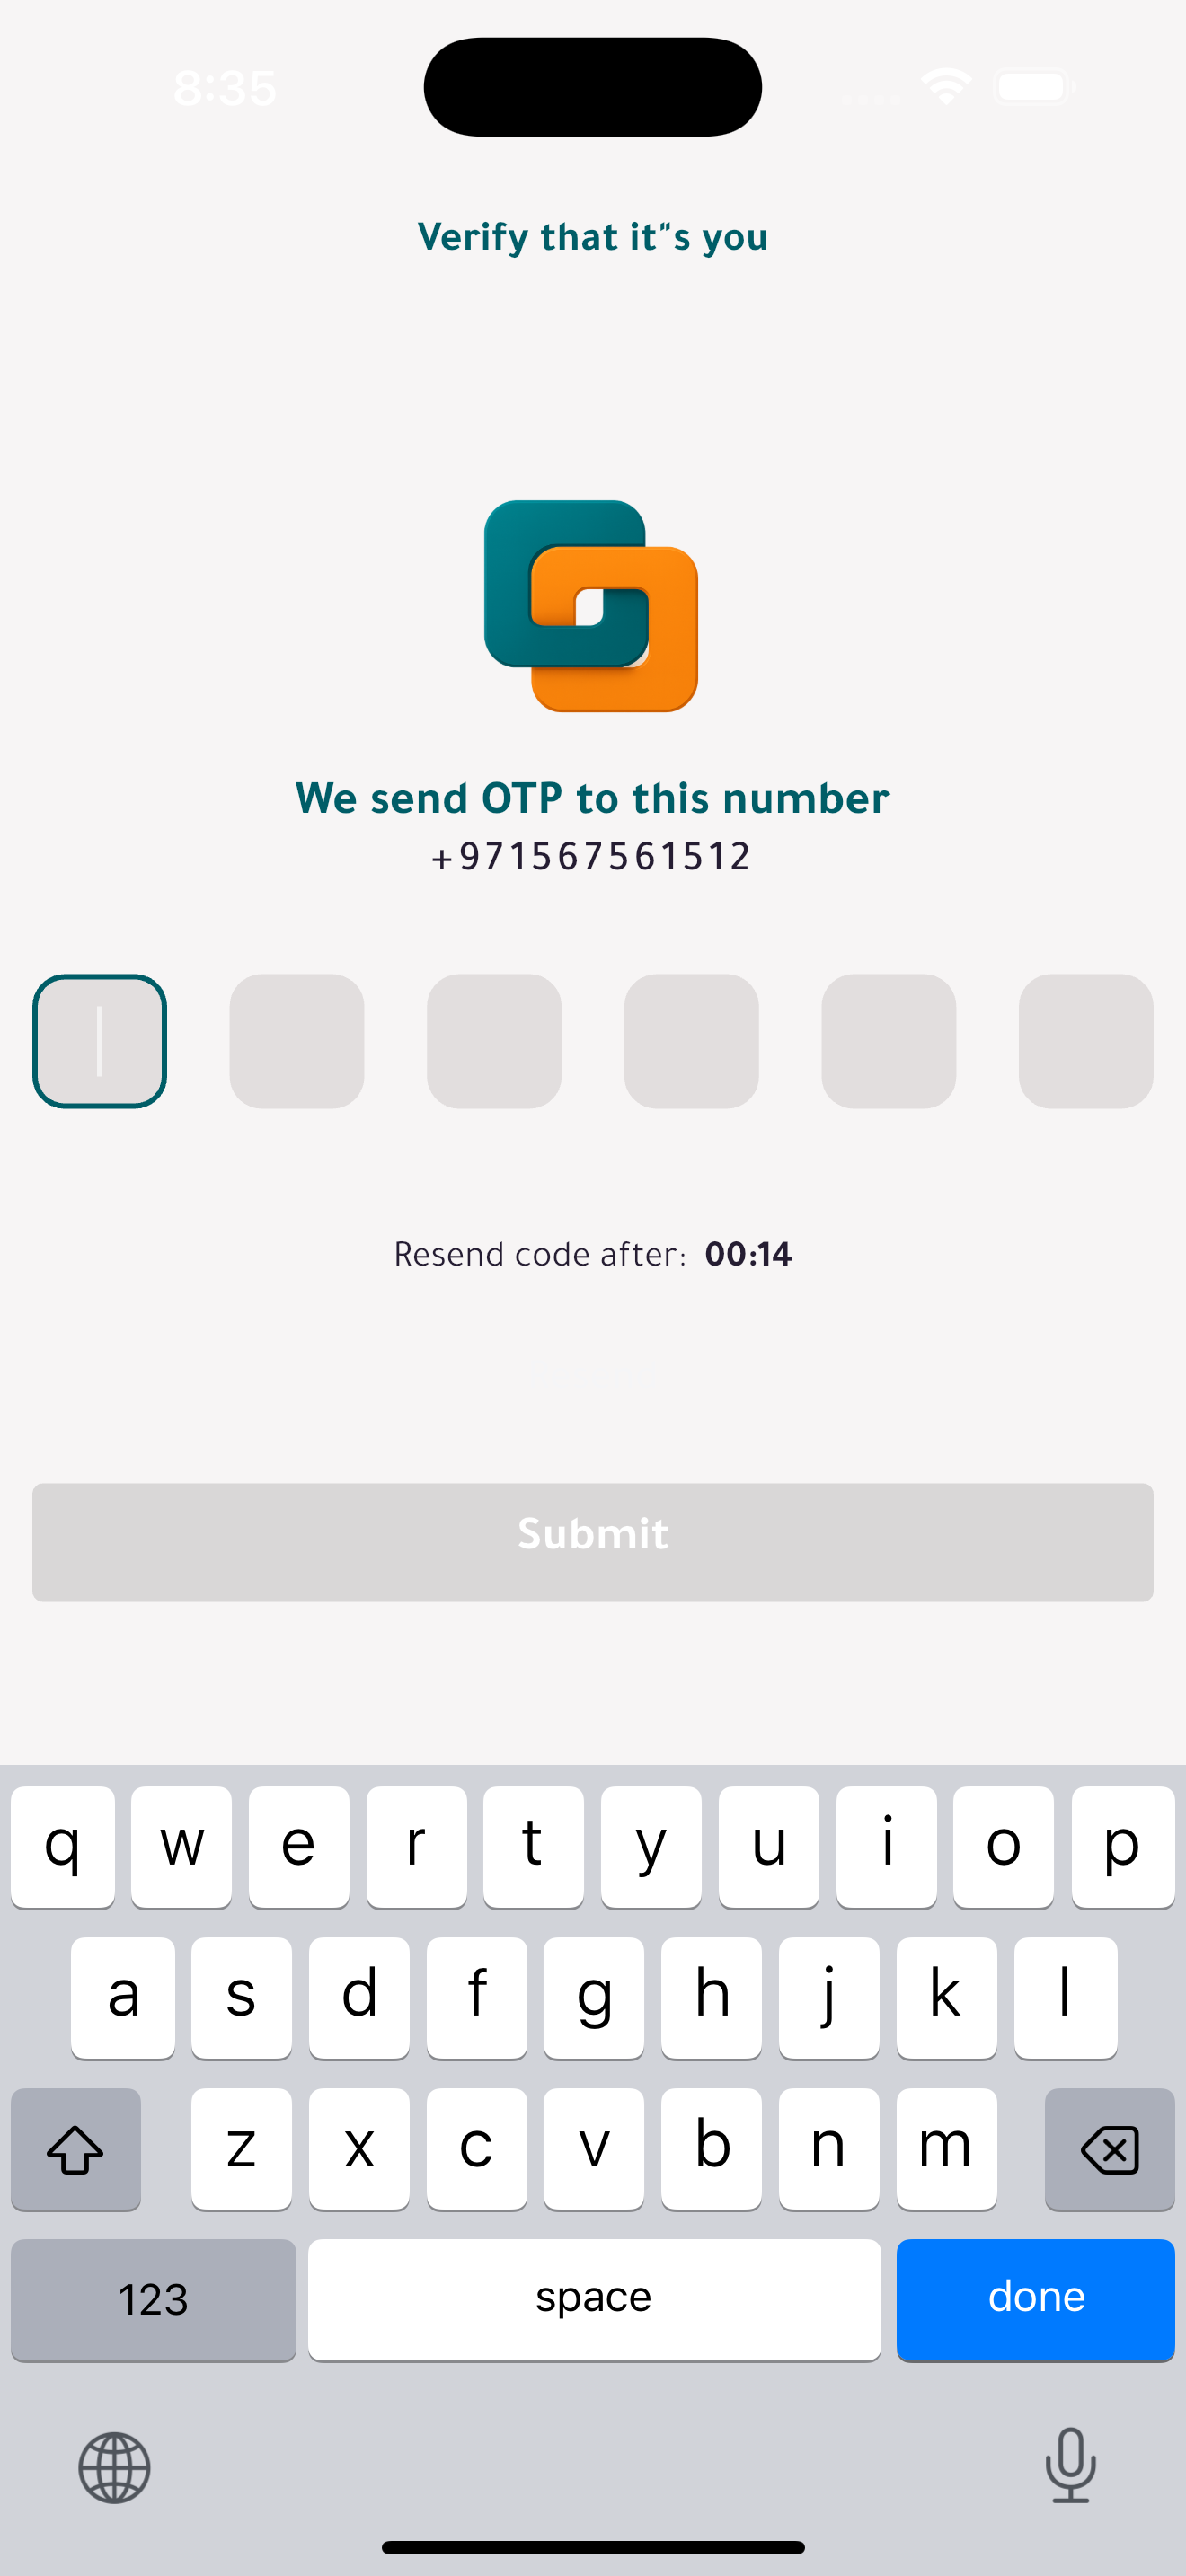 8:35
Verify that it"s you
We send OTP to this number
+971567561512
Resend code after: 00:14
Submit
q w e r t y u i o p
a s d f g h j k l
z x c v b n m
123 space done